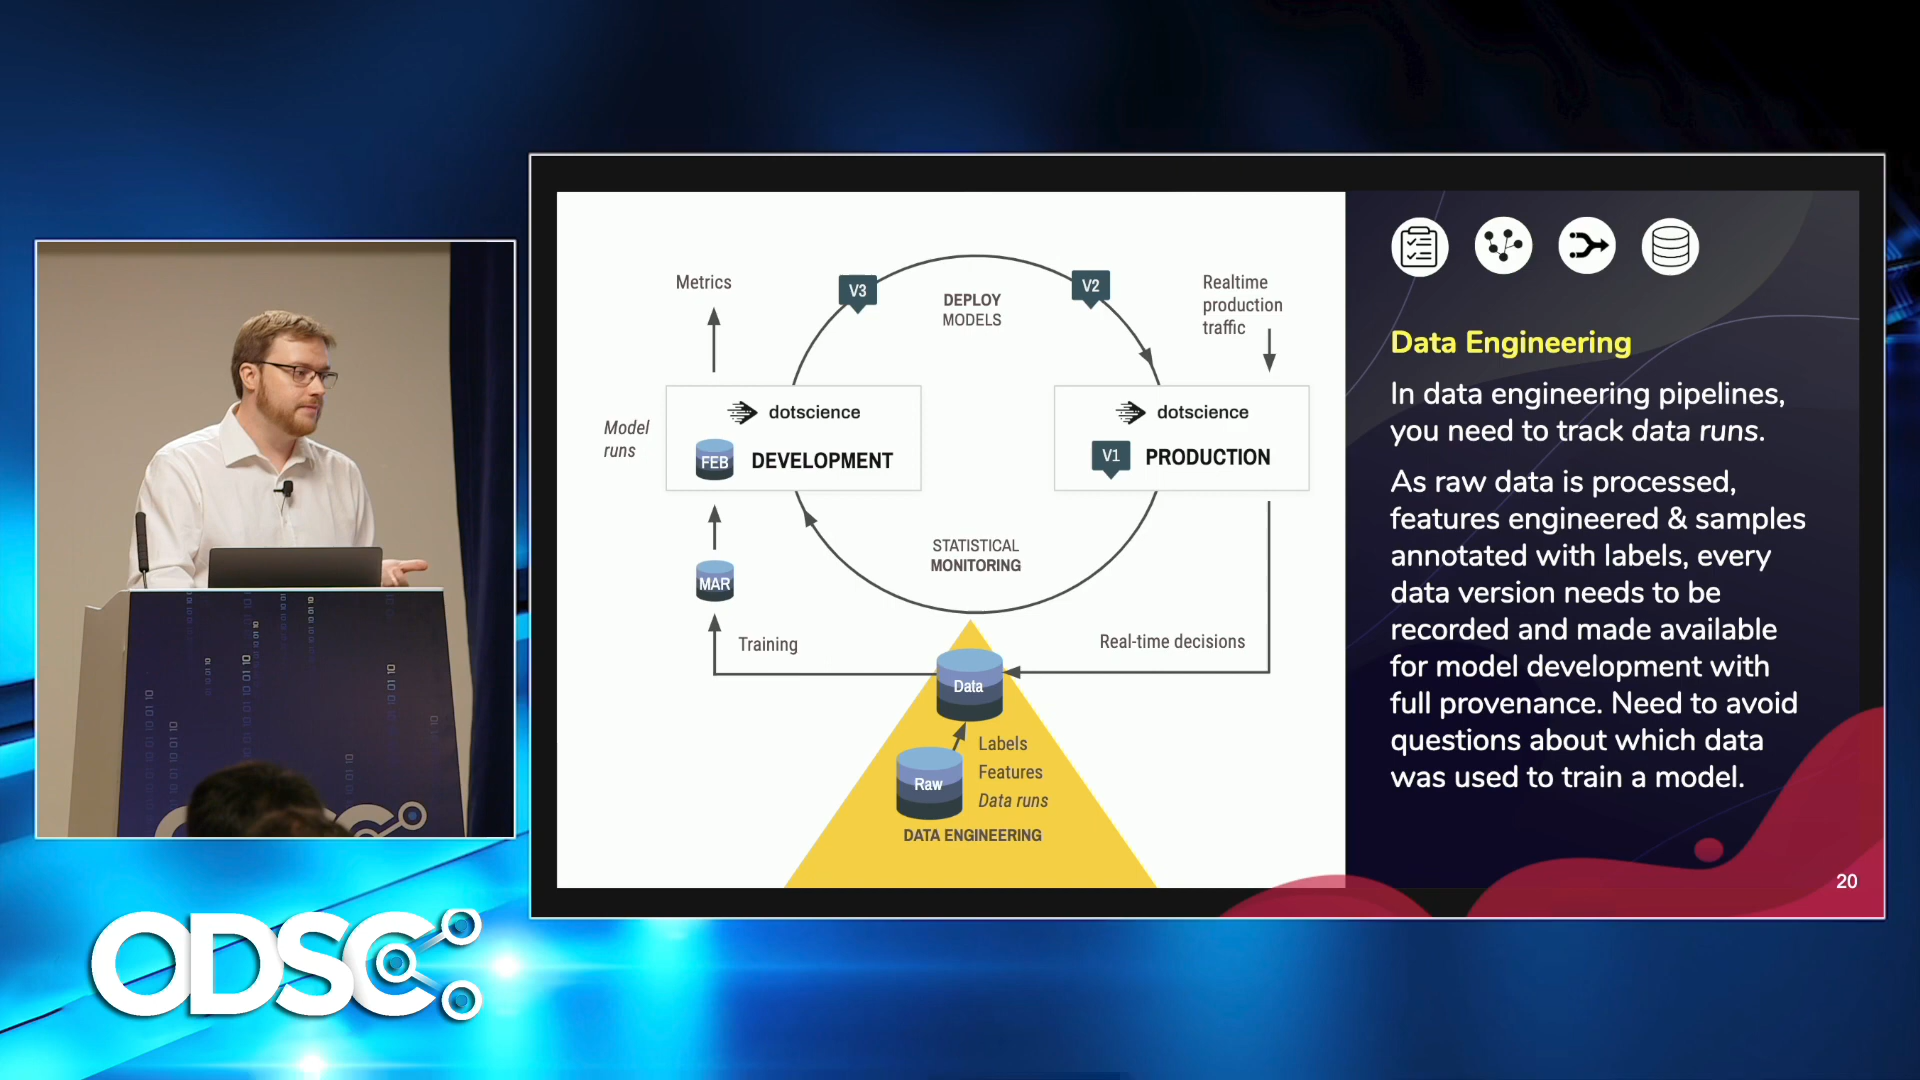 Metrics
V3
V2
DEPLOY
MODELS
Realtime
production
traffic
Model
runs
dotscience
FEB
DEVELOPMENT
dotscience
V1
PRODUCTION
STATISTICAL
MONITORING
MAR
Training
Real-time decisions
Data
Raw
Labels
Features
Data runs
DATA ENGINEERING
Data Engineering
In data engineering pipelines,
you need to track data runs.
As raw data is processed,
features engineered & samples
annotated with labels, every
data version needs to be
recorded and made available
for model development with
full provenance. Need to avoid
questions about which data
was used to train a model.
20
ODSC